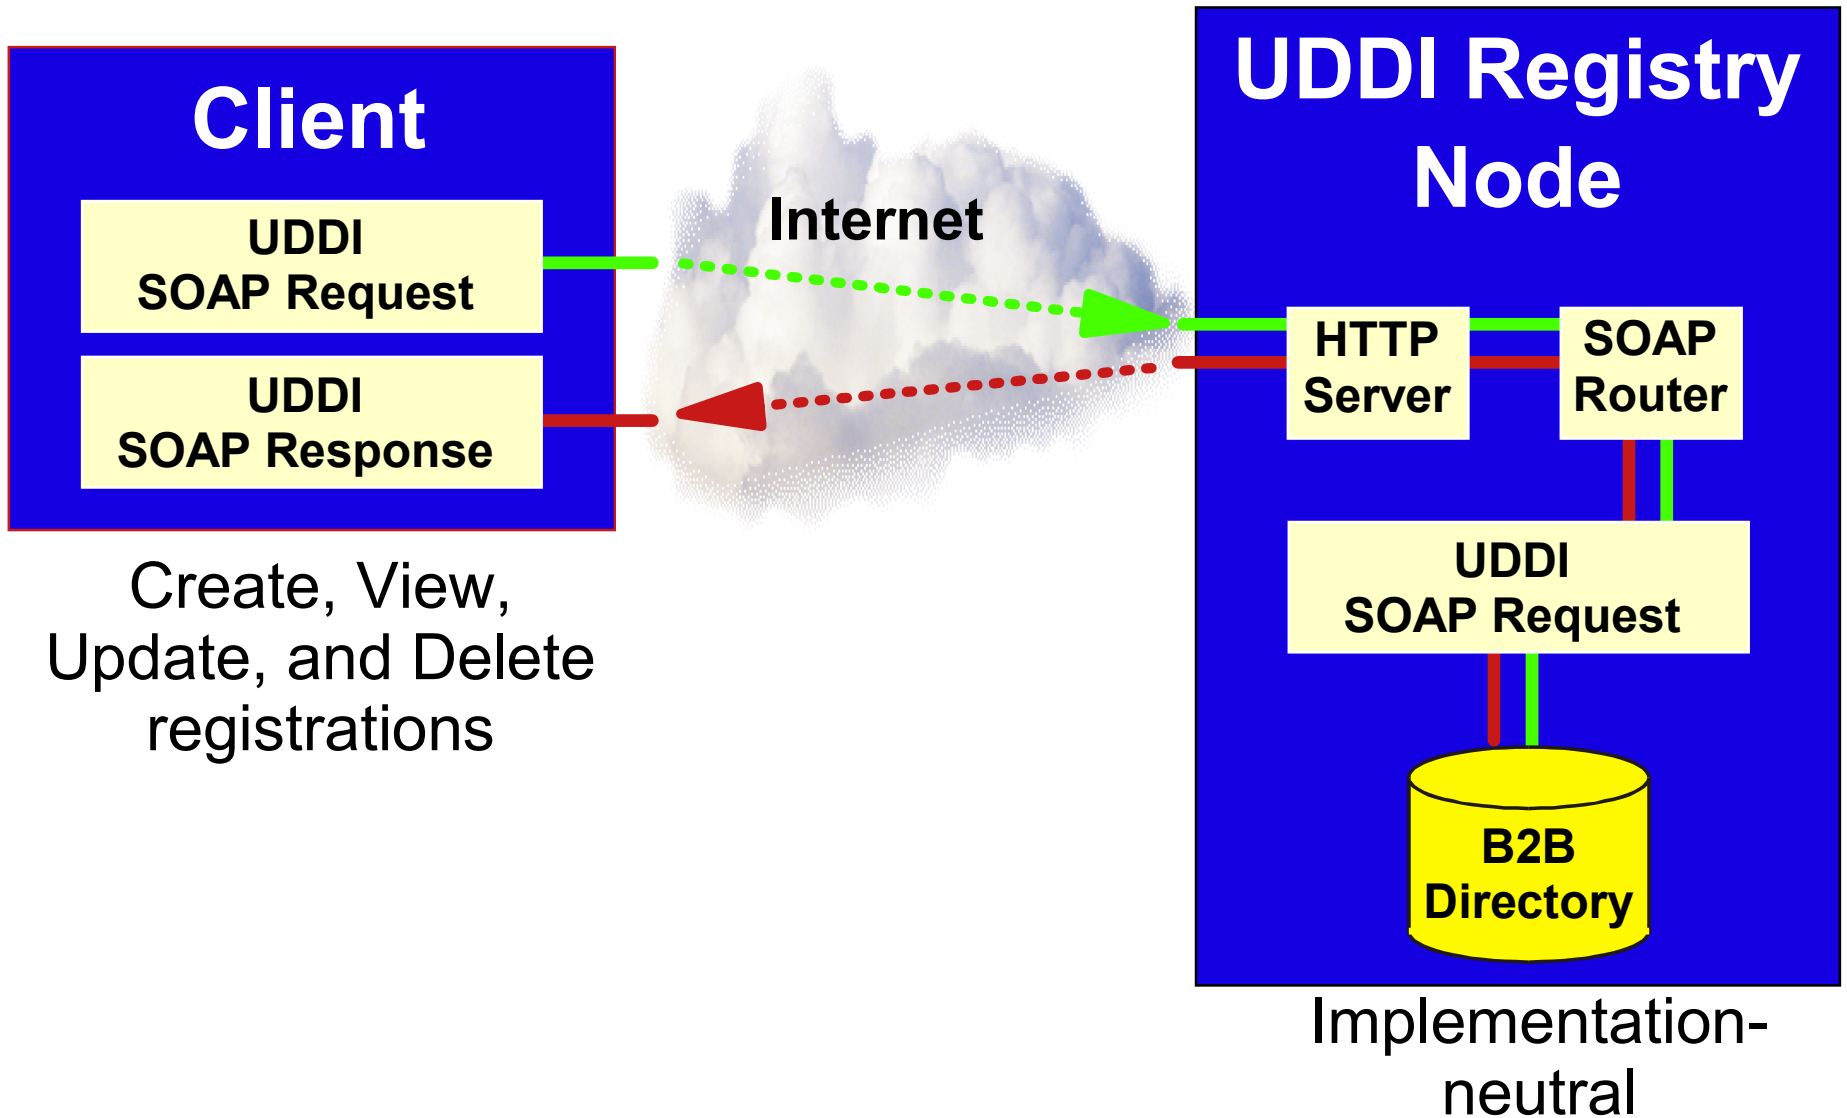 Client
UDDI
SOAP Request
UDDI
SOAP Response
Create, View,
Update, and Delete
registrations
Internet
UDDI Registry
Node
HTTP
Server
SOAP
Router
UDDI
SOAP Request
B2B
Directory
Implementation-
neutral